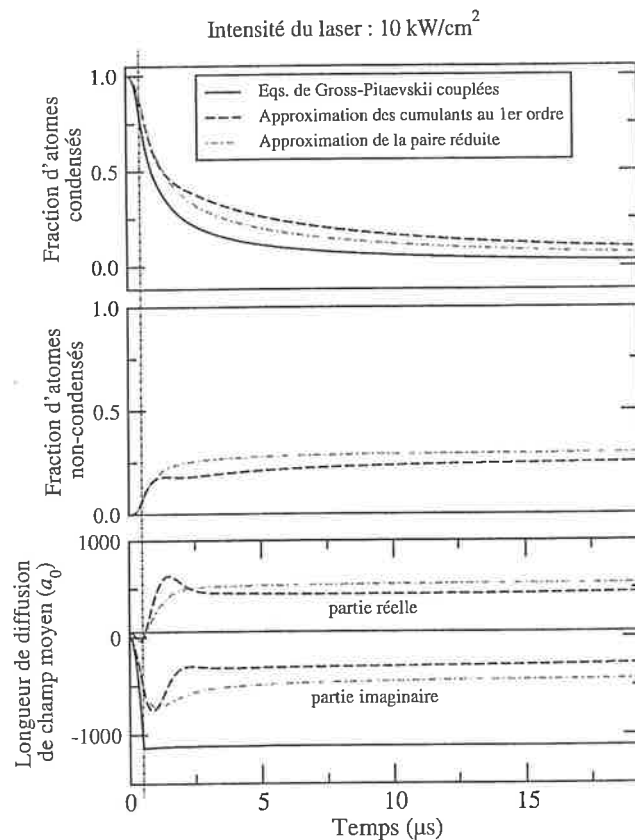 Intensité du laser : 10 kW/cm²
Fraction d'atomes
condensés
1.0
0.5
0.0
Eqs. de Gross-Pitaevskii couplées
Approximation des cumulants au 1er ordre
Approximation de la paire réduite
Fraction d'atomes
non-condensés
1.0
0.5
0.0
Longueur de diffusion
de champ moyen (a₀)
1000
0
-1000
partie réelle
partie imaginaire
0
5
10
15
Temps (µs)